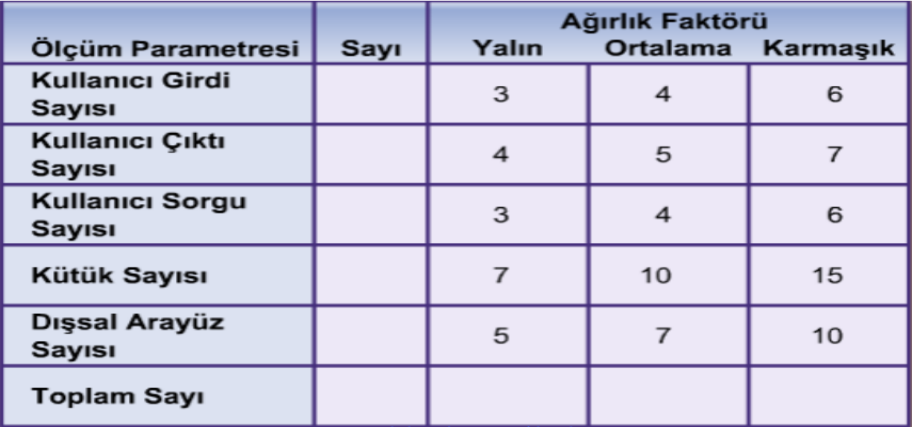 Ağırlık Faktörü
Ölçüm Parametresi Sayı Yalın Ortalama Karmaşık
Kullanıcı Girdi
Sayısı 3 4 6
Kullanıcı Çıktı
Sayısı 4 5 7
Kullanıcı Sorgu
Sayısı 3 4 6
Kütük Sayısı 7 10 15
Dışsal Arayüz
Sayısı 5 7 10
Toplam Sayı